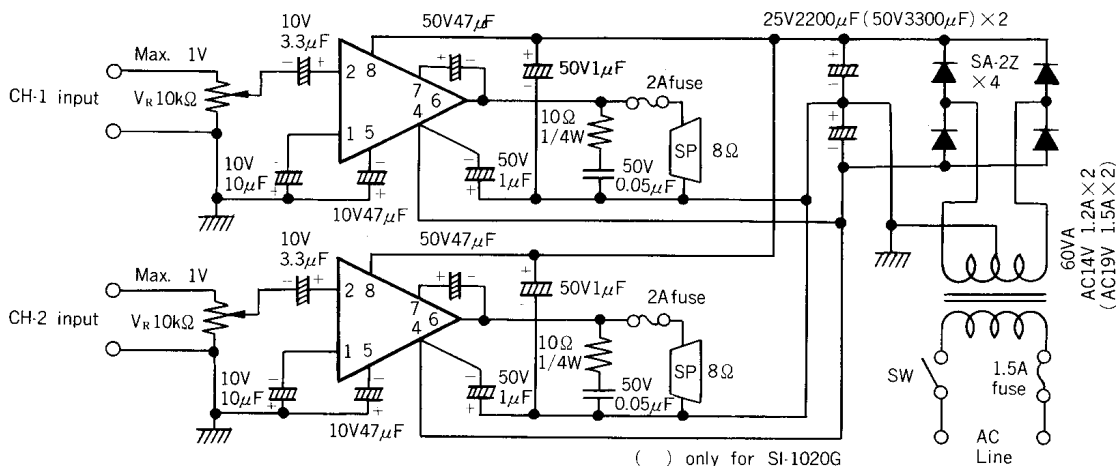 10V
3.3μF
50V47μF
25V2200μF(50V3300μF)×2
Max. 1V
2 8
50V1μF
2A fuse
SA-2Z
×4
CH-1 input
VR10kΩ
7
6
4
10Ω
1/4W
SP 8Ω
1 5
10V
10μF
50V
1μF
50V
0.05μF
10V47μF
50V47μF
10V
3.3μF
Max. 1V
2 8
50V1μF
2A fuse
CH-2 input
VR10kΩ
7
6
4
10Ω
1/4W
SP 8Ω
1 5
10V
10μF
50V
1μF
50V
0.05μF
10V47μF
60VA
AC14V 1.2A×2
(AC19V 1.5A×2)
SW
1.5A
fuse
AC
Line
( ) only for SI-1020G